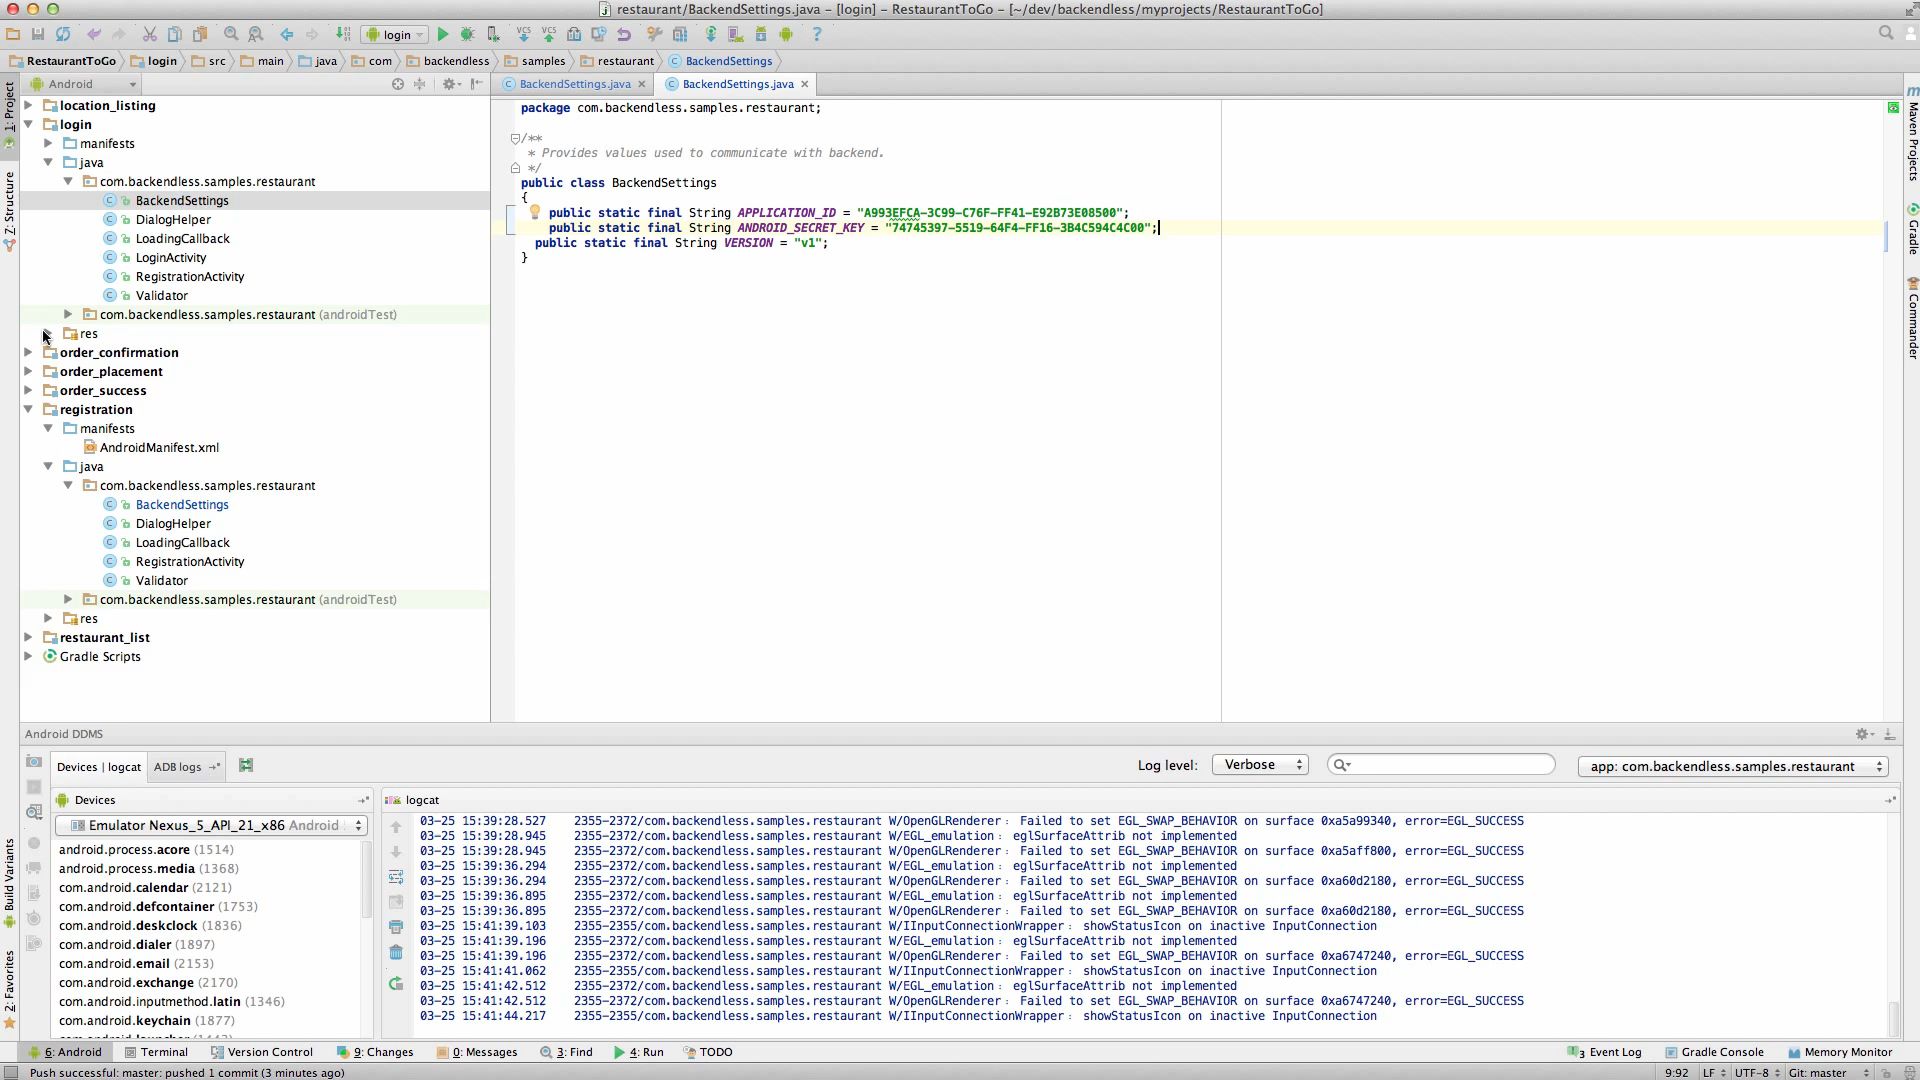 restaurant/BackendSettings.java – [login] – RestaurantToGo – [~/dev/backendless/myprojects/RestaurantToGo]
login
RestaurantToGo login src main java com backendless samples restaurant BackendSettings
Android
BackendSettings.java
BackendSettings.java
1: Project
Z: Structure
Build Variants
2: Favorites
location_listing
login
manifests
java
com.backendless.samples.restaurant
BackendSettings
DialogHelper
LoadingCallback
LoginActivity
RegistrationActivity
Validator
com.backendless.samples.restaurant (androidTest)
res
order_confirmation
order_placement
order_success
registration
manifests
AndroidManifest.xml
java
com.backendless.samples.restaurant
BackendSettings
DialogHelper
LoadingCallback
RegistrationActivity
Validator
com.backendless.samples.restaurant (androidTest)
res
restaurant_list
Gradle Scripts
package com.backendless.samples.restaurant;
/**
* Provides values used to communicate with backend.
*/
public class BackendSettings
{
public static final String APPLICATION_ID = "A993EFCA-3C99-C76F-FF41-E92B73E08500";
public static final String ANDROID_SECRET_KEY = "74745397-5519-64F4-FF16-3B4C594C4C00";
public static final String VERSION = "v1";
}
Maven Projects
Gradle
Commander
Android DDMS
Devices | logcat
ADB logs
Log level:
Verbose
app: com.backendless.samples.restaurant
Devices
logcat
Emulator Nexus_5_API_21_x86 Android
android.process.acore (1514)
android.process.media (1368)
com.android.calendar (2121)
com.android.defcontainer (1753)
com.android.deskclock (1836)
com.android.dialer (1897)
com.android.email (2153)
com.android.exchange (2170)
com.android.inputmethod.latin (1346)
com.android.keychain (1877)
03-25 15:39:28.527 2355-2372/com.backendless.samples.restaurant W/OpenGLRenderer﹕ Failed to set EGL_SWAP_BEHAVIOR on surface 0xa5a99340, error=EGL_SUCCESS
03-25 15:39:28.945 2355-2372/com.backendless.samples.restaurant W/EGL_emulation﹕ eglSurfaceAttrib not implemented
03-25 15:39:28.945 2355-2372/com.backendless.samples.restaurant W/OpenGLRenderer﹕ Failed to set EGL_SWAP_BEHAVIOR on surface 0xa5aff800, error=EGL_SUCCESS
03-25 15:39:36.294 2355-2372/com.backendless.samples.restaurant W/EGL_emulation﹕ eglSurfaceAttrib not implemented
03-25 15:39:36.294 2355-2372/com.backendless.samples.restaurant W/OpenGLRenderer﹕ Failed to set EGL_SWAP_BEHAVIOR on surface 0xa60d2180, error=EGL_SUCCESS
03-25 15:39:36.895 2355-2372/com.backendless.samples.restaurant W/EGL_emulation﹕ eglSurfaceAttrib not implemented
03-25 15:39:36.895 2355-2372/com.backendless.samples.restaurant W/OpenGLRenderer﹕ Failed to set EGL_SWAP_BEHAVIOR on surface 0xa60d2180, error=EGL_SUCCESS
03-25 15:41:39.103 2355-2355/com.backendless.samples.restaurant W/IInputConnectionWrapper﹕ showStatusIcon on inactive InputConnection
03-25 15:41:39.196 2355-2372/com.backendless.samples.restaurant W/EGL_emulation﹕ eglSurfaceAttrib not implemented
03-25 15:41:39.196 2355-2372/com.backendless.samples.restaurant W/OpenGLRenderer﹕ Failed to set EGL_SWAP_BEHAVIOR on surface 0xa6747240, error=EGL_SUCCESS
03-25 15:41:41.062 2355-2355/com.backendless.samples.restaurant W/IInputConnectionWrapper﹕ showStatusIcon on inactive InputConnection
03-25 15:41:42.512 2355-2372/com.backendless.samples.restaurant W/EGL_emulation﹕ eglSurfaceAttrib not implemented
03-25 15:41:42.512 2355-2372/com.backendless.samples.restaurant W/OpenGLRenderer﹕ Failed to set EGL_SWAP_BEHAVIOR on surface 0xa6747240, error=EGL_SUCCESS
03-25 15:41:44.217 2355-2355/com.backendless.samples.restaurant W/IInputConnectionWrapper﹕ showStatusIcon on inactive InputConnection
6: Android Terminal Version Control 9: Changes 0: Messages 3: Find 4: Run TODO 3 Event Log Gradle Console Memory Monitor
Push successful: master: pushed 1 commit (3 minutes ago) 9:92 LF UTF-8 Git: master